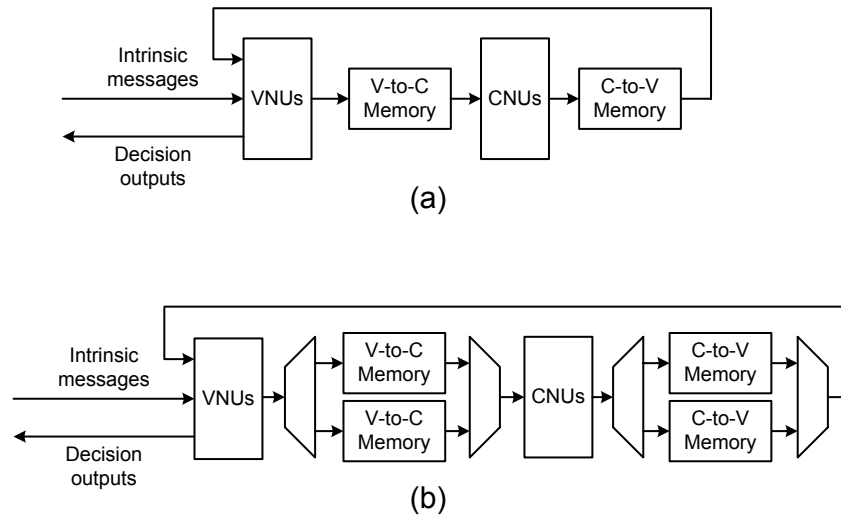 Intrinsic
messages
VNUs
V-to-C
Memory
CNUs
C-to-V
Memory
Decision
outputs
(a)
Intrinsic
messages
VNUs
V-to-C
Memory
V-to-C
Memory
CNUs
C-to-V
Memory
C-to-V
Memory
Decision
outputs
(b)